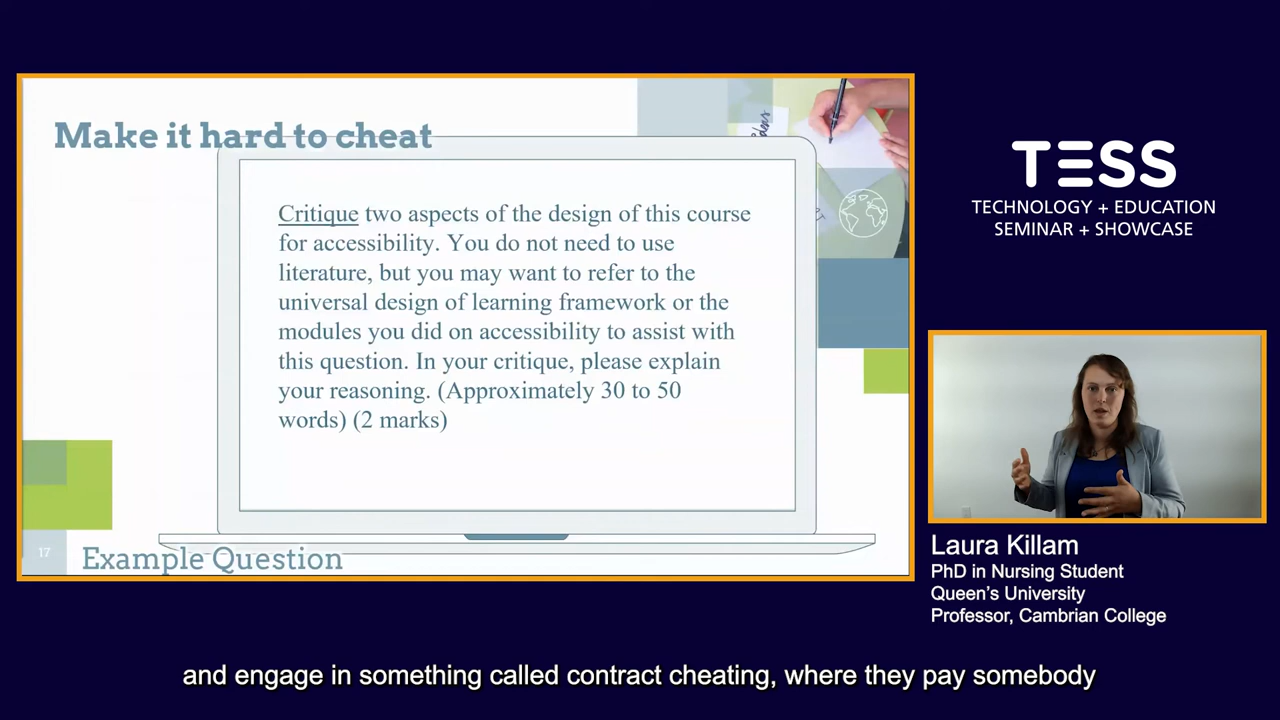 Make it hard to cheat
Critique two aspects of the design of this course
for accessibility. You do not need to use
literature, but you may want to refer to the
universal design of learning framework or the
modules you did on accessibility to assist with
this question. In your critique, please explain
your reasoning. (Approximately 30 to 50
words) (2 marks)
17
Example Question
TESS
TECHNOLOGY + EDUCATION
SEMINAR + SHOWCASE
Laura Killam
PhD in Nursing Student
Queen's University
Professor, Cambrian College
and engage in something called contract cheating, where they pay somebody